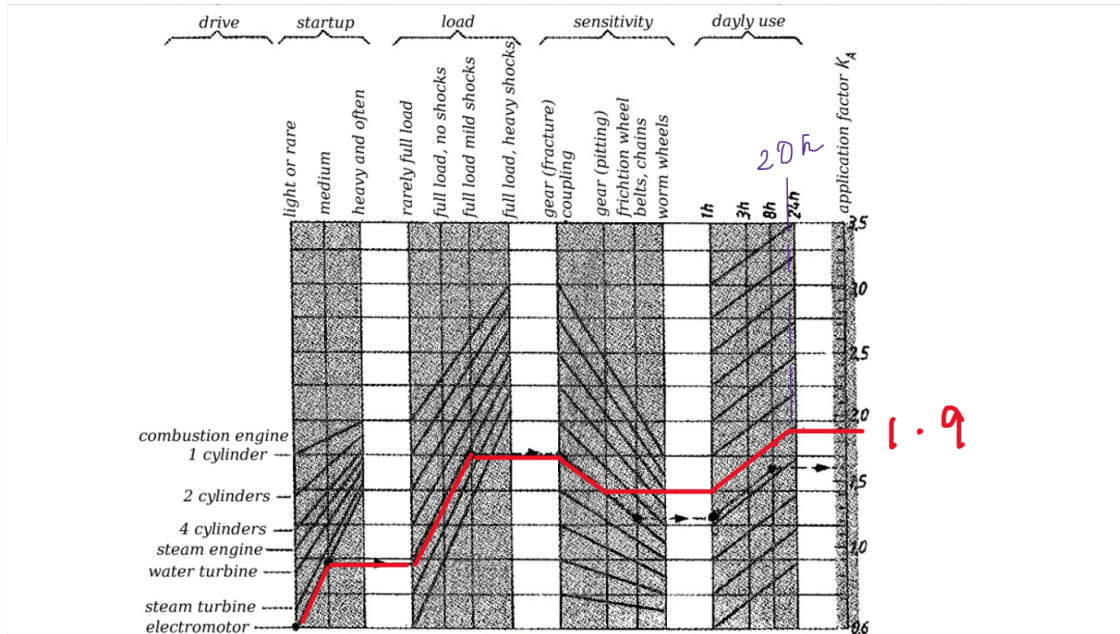 drive startup load sensitivity dayly use
light or rare
medium
heavy and often
rarely full load
full load, no shocks
full load mild shocks
full load, heavy shocks
gear (fracture)
coupling
gear (pitting)
frichtion wheel
belts, chains
worm wheels
1h
3h
8h
24h
20h
application factor KA
3,5
3,0
2,5
2,0
1,5
1,0
0,6
combustion engine
1 cylinder
2 cylinders
4 cylinders
steam engine
water turbine
steam turbine
electromotor
1.9